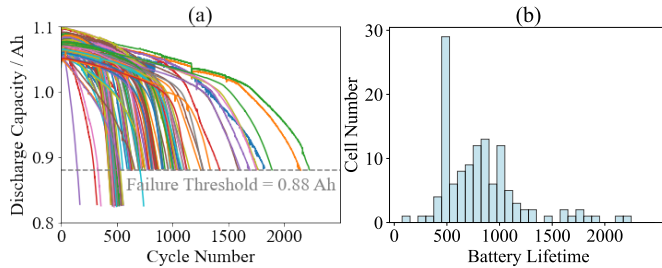 (a)
1.1
1.0
0.9
0.8
Discharge Capacity / Ah
Failure Threshold = 0.88 Ah
0 500 1000 1500 2000
Cycle Number
(b)
30
20
10
0
Cell Number
0 500 1000 1500 2000
Battery Lifetime